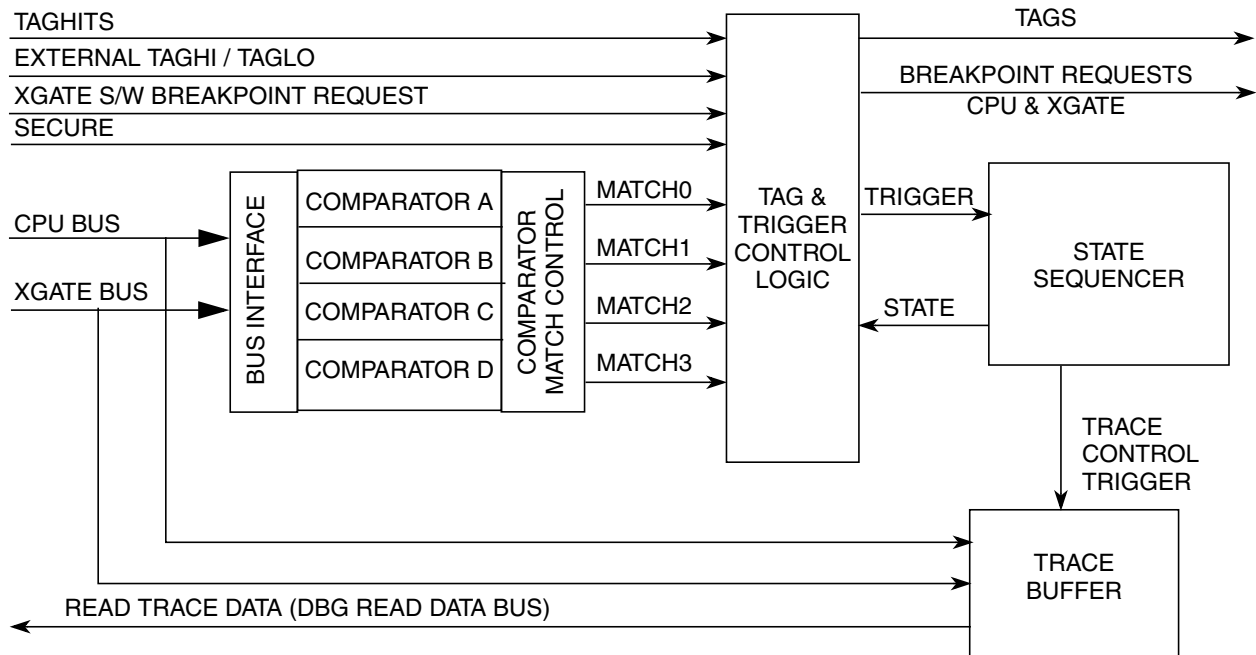 TAGHITS
EXTERNAL TAGHI / TAGLO
XGATE S/W BREAKPOINT REQUEST
SECURE
TAGS
BREAKPOINT REQUESTS
CPU & XGATE
CPU BUS
XGATE BUS
BUS INTERFACE
COMPARATOR A
COMPARATOR B
COMPARATOR C
COMPARATOR D
COMPARATOR
MATCH CONTROL
MATCH0
MATCH1
MATCH2
MATCH3
TAG &
TRIGGER
CONTROL
LOGIC
TRIGGER
STATE
STATE
SEQUENCER
TRACE
CONTROL
TRIGGER
TRACE
BUFFER
READ TRACE DATA (DBG READ DATA BUS)